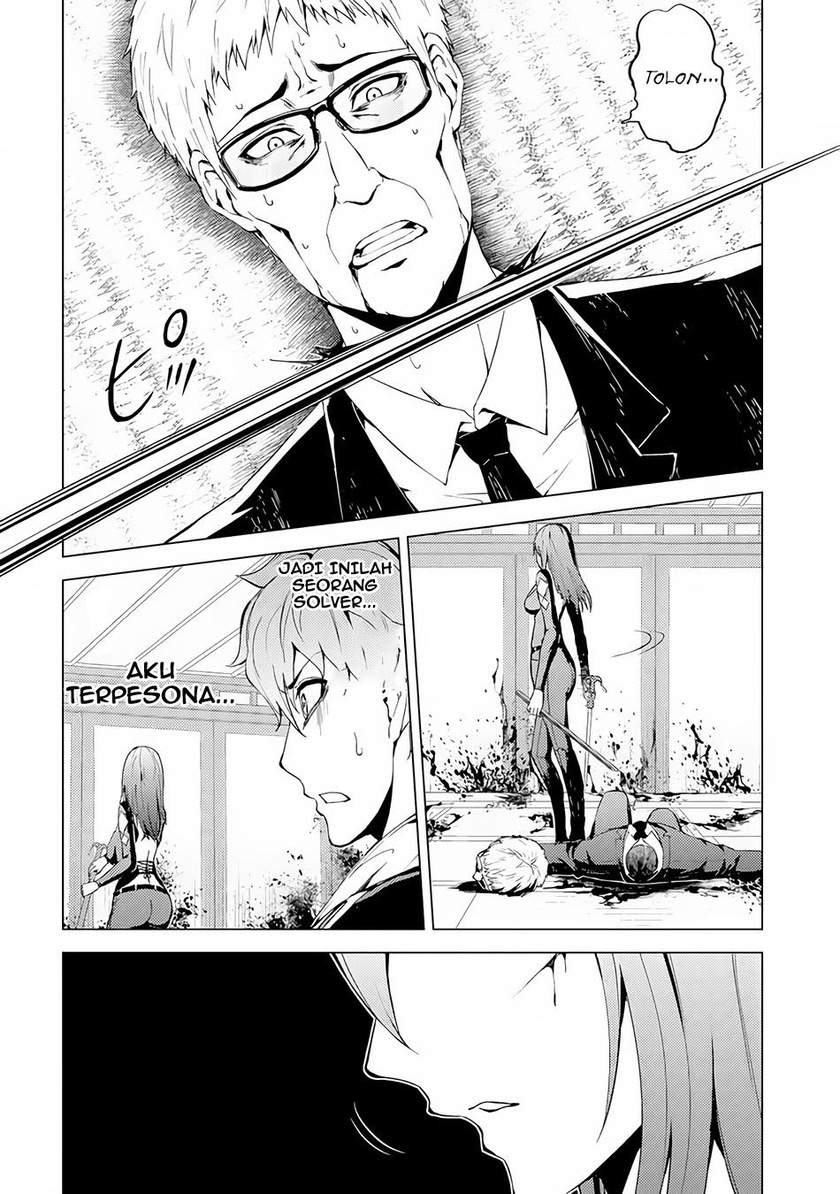 TOLON...
ピッ
JADI INILAH
SEORANG
SOLVER...
AKU
TERPESONA...